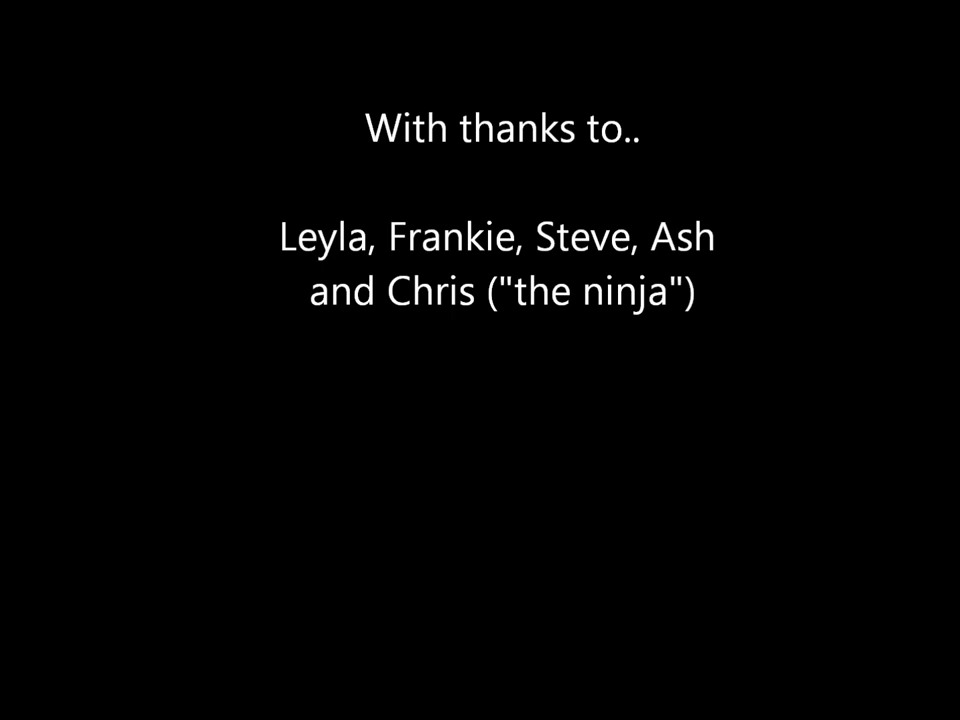 With thanks to..
Leyla, Frankie, Steve, Ash
and Chris ("the ninja")